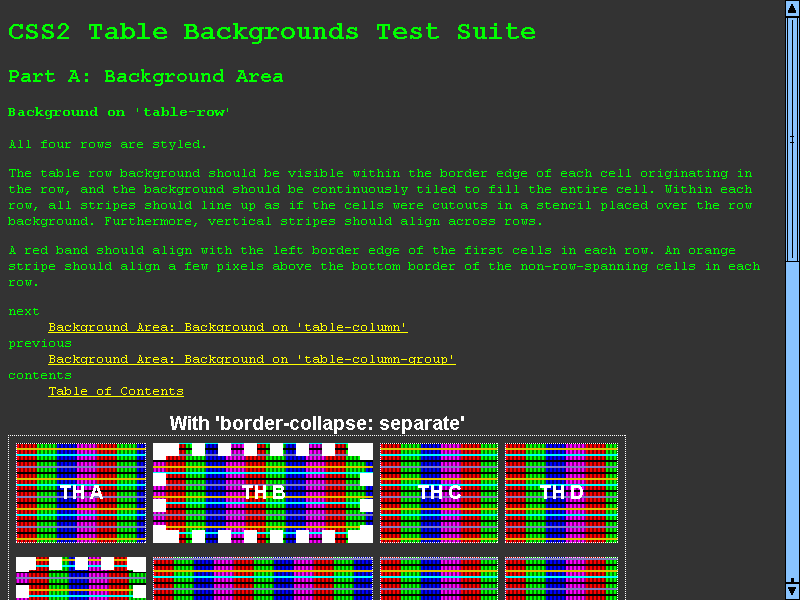 CSS2 Table Backgrounds Test Suite
Part A: Background Area
Background on 'table-row'
All four rows are styled.
The table row background should be visible within the border edge of each cell originating in
the row, and the background should be continuously tiled to fill the entire cell. Within each
row, all stripes should line up as if the cells were cutouts in a stencil placed over the row
background. Furthermore, vertical stripes should align across rows.
A red band should align with the left border edge of the first cells in each row. An orange
stripe should align a few pixels above the bottom border of the non-row-spanning cells in each
row.
next
Background Area: Background on 'table-column'
previous
Background Area: Background on 'table-column-group'
contents
Table of Contents
With 'border-collapse: separate'
TH A TH B TH C TH D